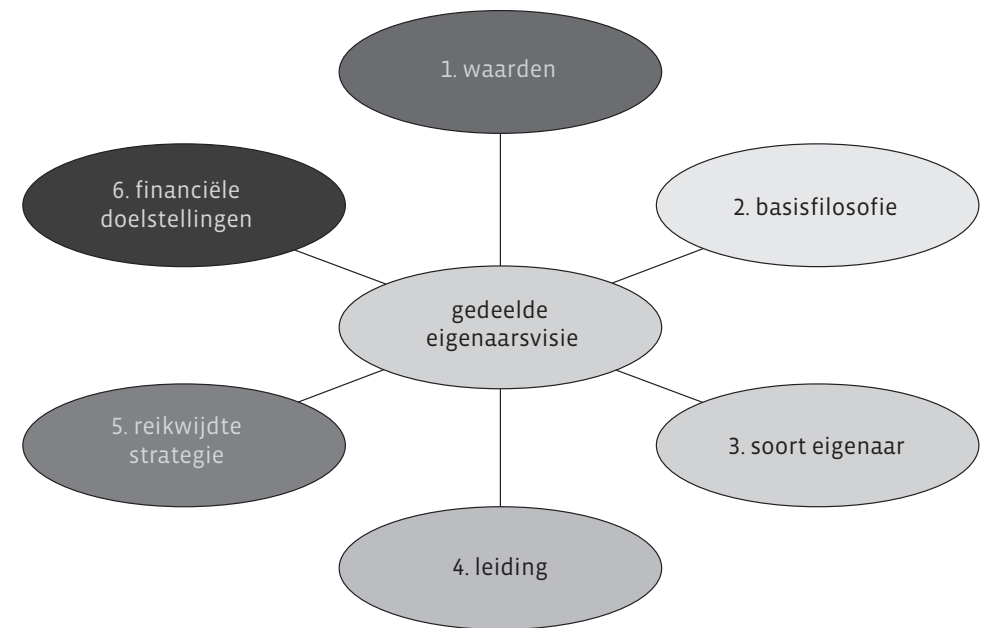 1. waarden
2. basisfilosofie
3. soort eigenaar
4. leiding
5. reikwijdte
strategie
6. financiële
doelstellingen
gedeelde
eigenaarsvisie